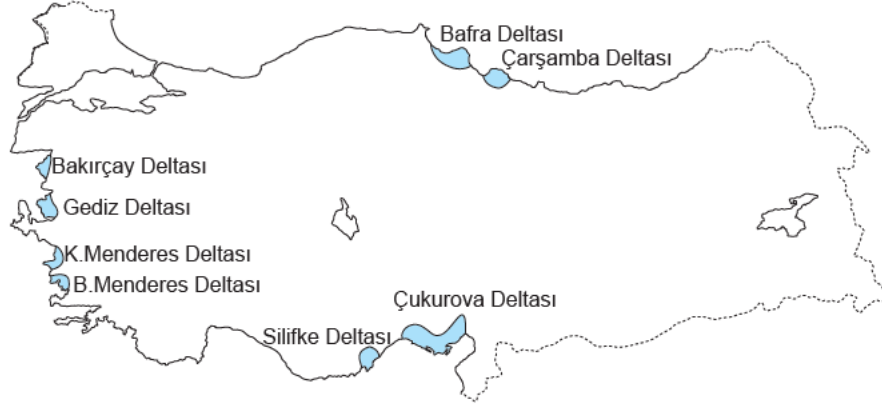 Bafra Deltası
Çarşamba Deltası
Bakırçay Deltası
Gediz Deltası
K.Menderes Deltası
B.Menderes Deltası
Çukurova Deltası
Silifke Deltası